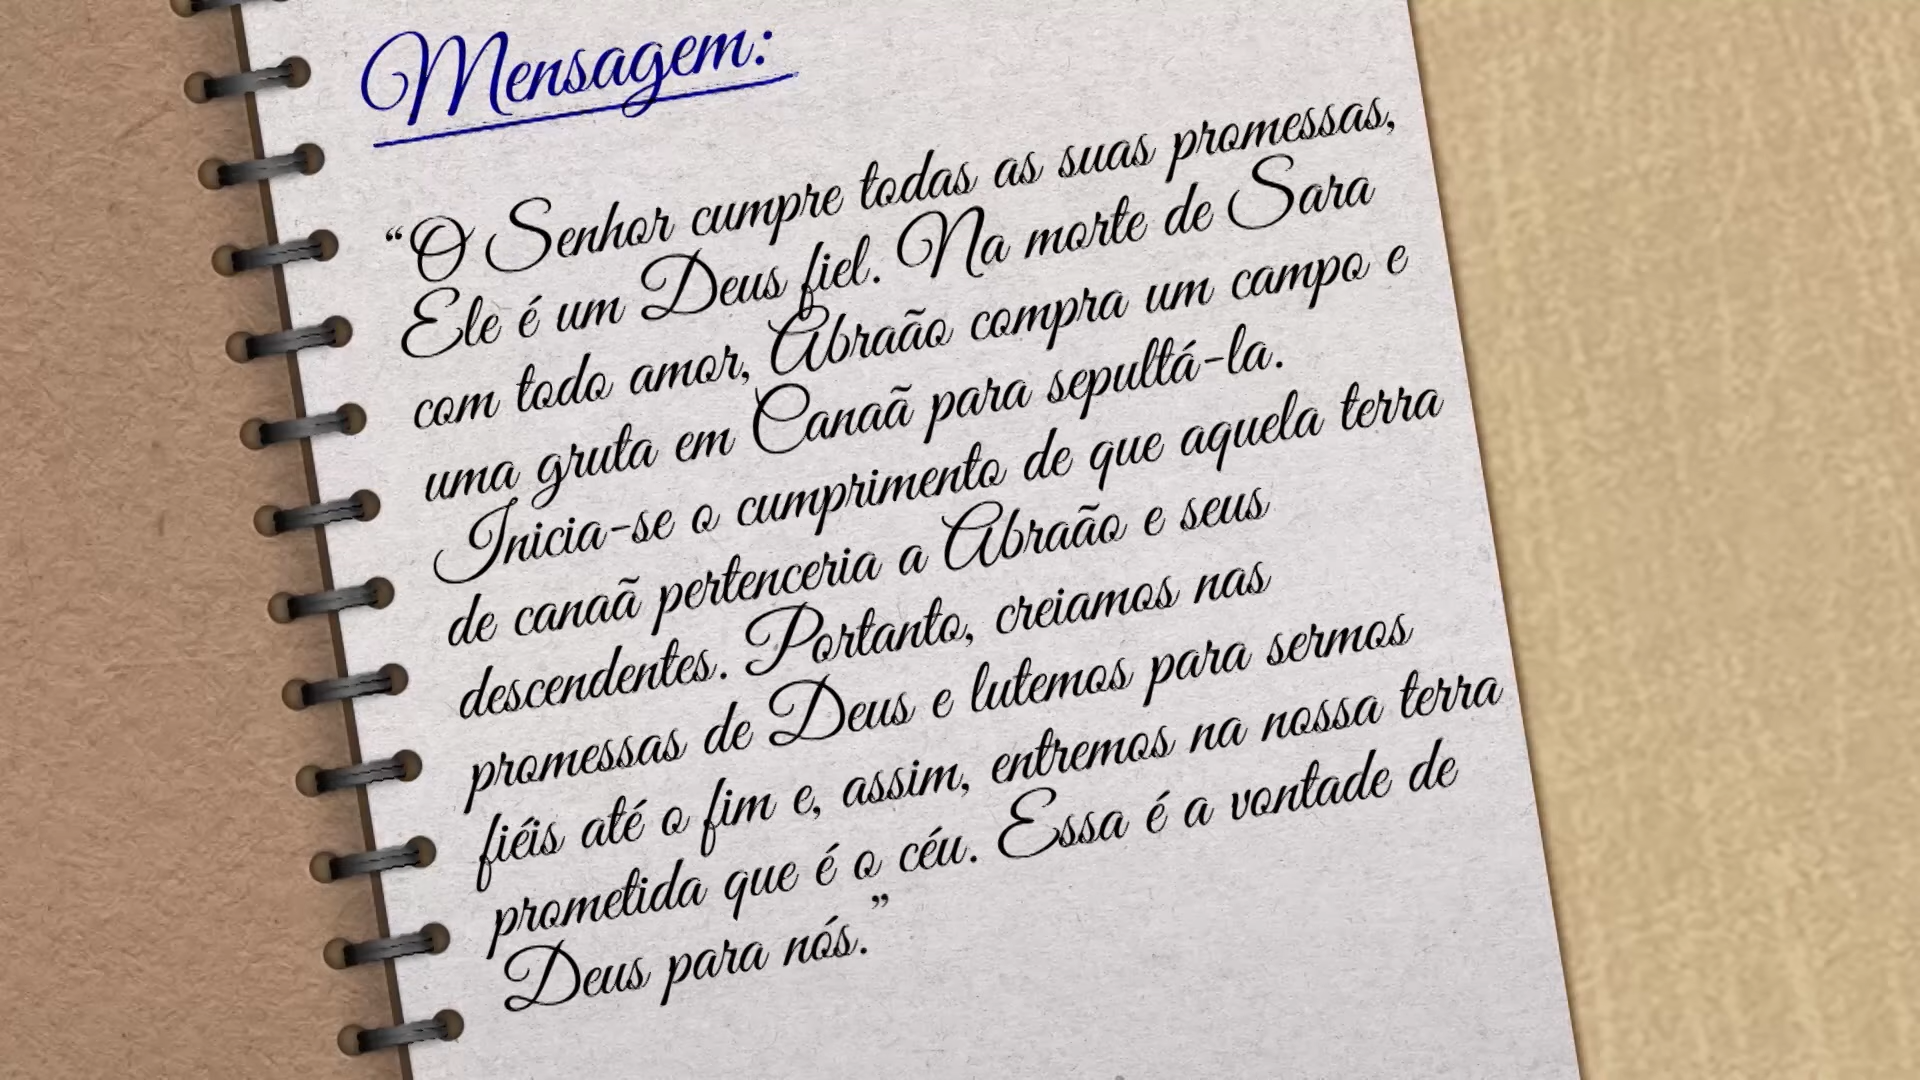 Mensagem:
“O Senhor cumpre todas as suas promessas,
Ele é um Deus fiel. Na morte de Sara
com todo amor, Abraão compra um campo e
uma gruta em Canaã para sepultá-la.
Inicia-se o cumprimento de que aquela terra
de canaã pertenceria a Abraão e seus
descendentes. Portanto, creiamos nas
promessas de Deus e lutemos para sermos
fiéis até o fim e, assim, entremos na nossa terra
prometida que é o céu. Essa é a vontade de
Deus para nós.”